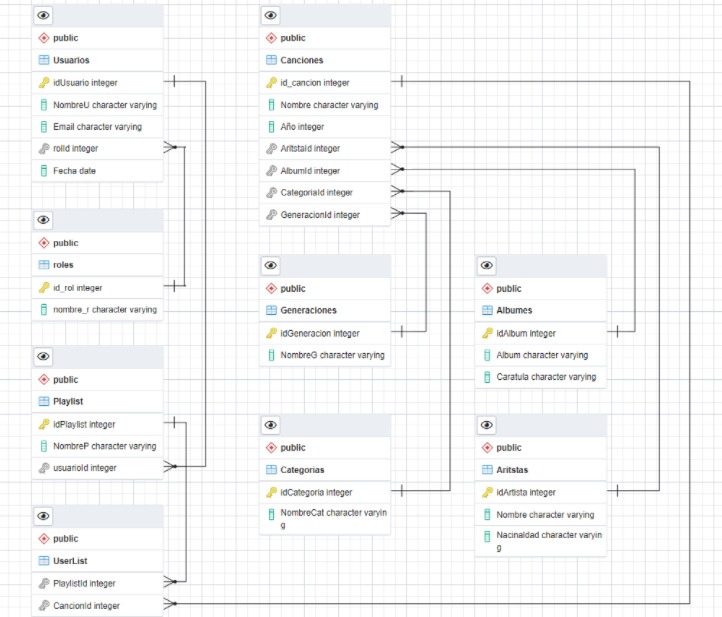 public
Usuarios
idUsuario integer
NombreU character varying
Email character varying
rolId integer
Fecha date
public
roles
id_rol integer
nombre_r character varying
public
Playlist
idPlaylist integer
NombreP character varying
usuarioId integer
public
UserList
PlaylistId integer
CancionId integer
public
Canciones
id_cancion integer
Nombre character varying
Año integer
AritstaId integer
AlbumId integer
CategoriaId integer
GeneracionId integer
public
Generaciones
idGeneracion integer
NombreG character varying
public
Categorias
idCategoria integer
NombreCat character varyin
g
public
Albumes
idAlbum integer
Album character varying
Caratula character varying
public
Aritstas
idArtista integer
Nombre character varying
Nacinaldad character varyin
g